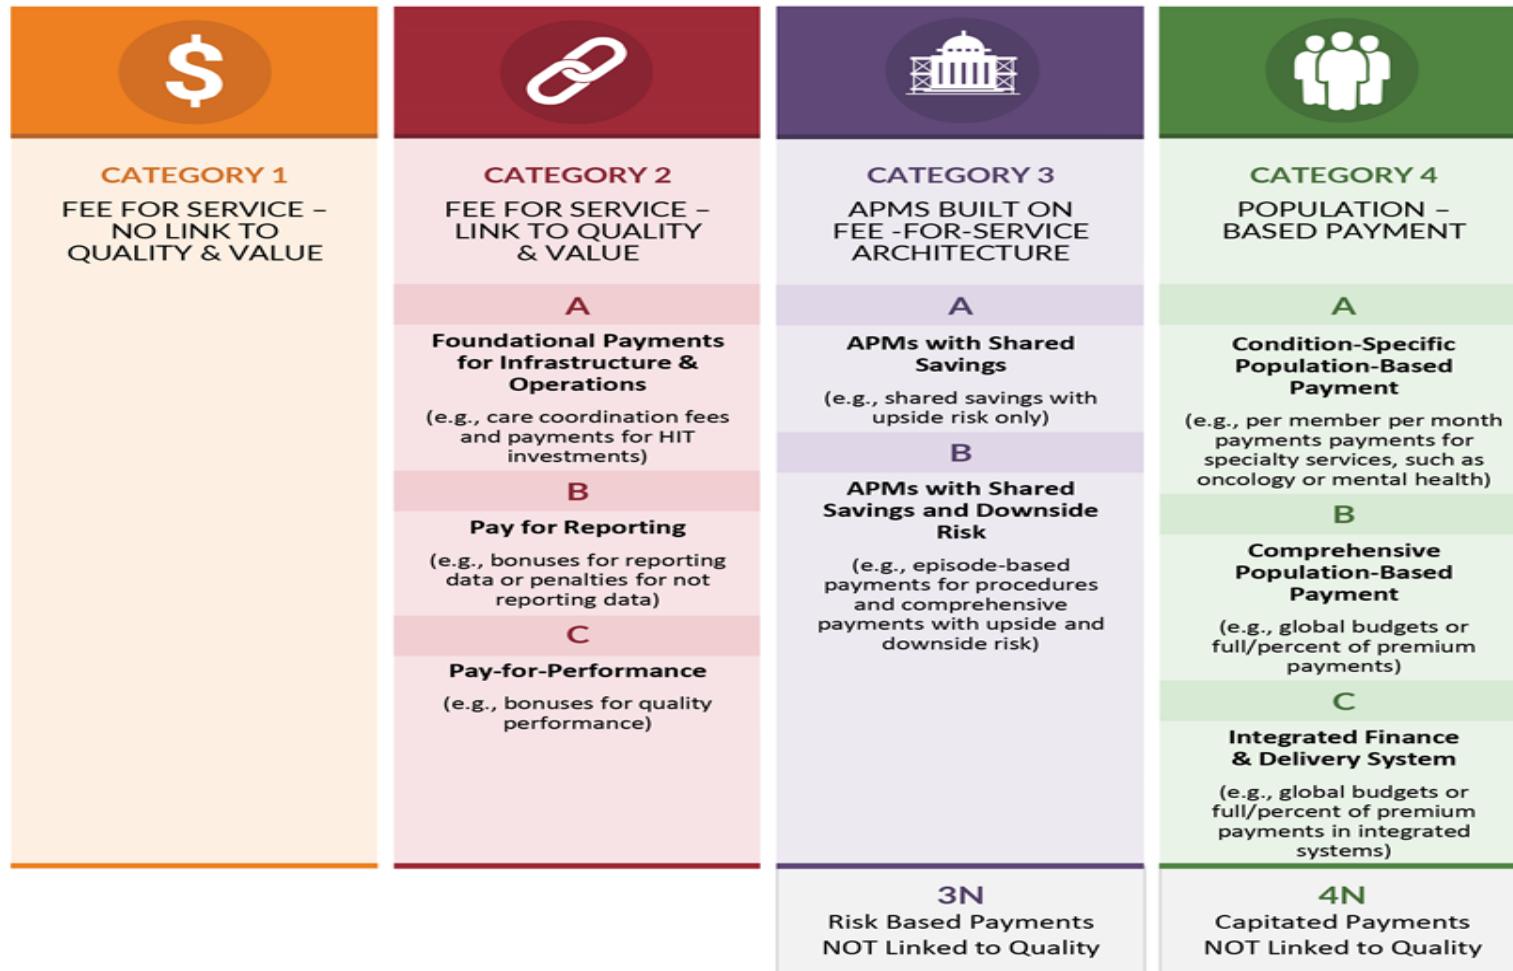 $
CATEGORY 1
FEE FOR SERVICE –
NO LINK TO
QUALITY & VALUE
CATEGORY 2
FEE FOR SERVICE –
LINK TO QUALITY
& VALUE
A
Foundational Payments
for Infrastructure &
Operations
(e.g., care coordination fees
and payments for HIT
investments)
B
Pay for Reporting
(e.g., bonuses for reporting
data or penalties for not
reporting data)
C
Pay-for-Performance
(e.g., bonuses for quality
performance)
CATEGORY 3
APMS BUILT ON
FEE -FOR-SERVICE
ARCHITECTURE
A
APMs with Shared
Savings
(e.g., shared savings with
upside risk only)
B
APMs with Shared
Savings and Downside
Risk
(e.g., episode-based
payments for procedures
and comprehensive
payments with upside and
downside risk)
3N
Risk Based Payments
NOT Linked to Quality
CATEGORY 4
POPULATION –
BASED PAYMENT
A
Condition-Specific
Population-Based
Payment
(e.g., per member per month
payments payments for
specialty services, such as
oncology or mental health)
B
Comprehensive
Population-Based
Payment
(e.g., global budgets or
full/percent of premium
payments)
C
Integrated Finance
& Delivery System
(e.g., global budgets or
full/percent of premium
payments in integrated
systems)
4N
Capitated Payments
NOT Linked to Quality